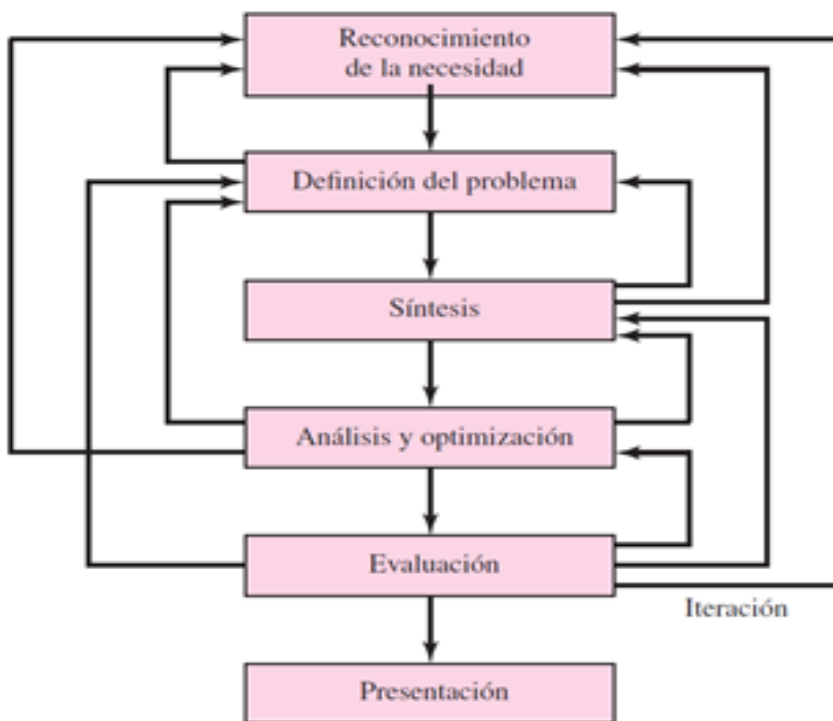 Reconocimiento
de la necesidad
Definición del problema
Síntesis
Análisis y optimización
Evaluación
Iteración
Presentación